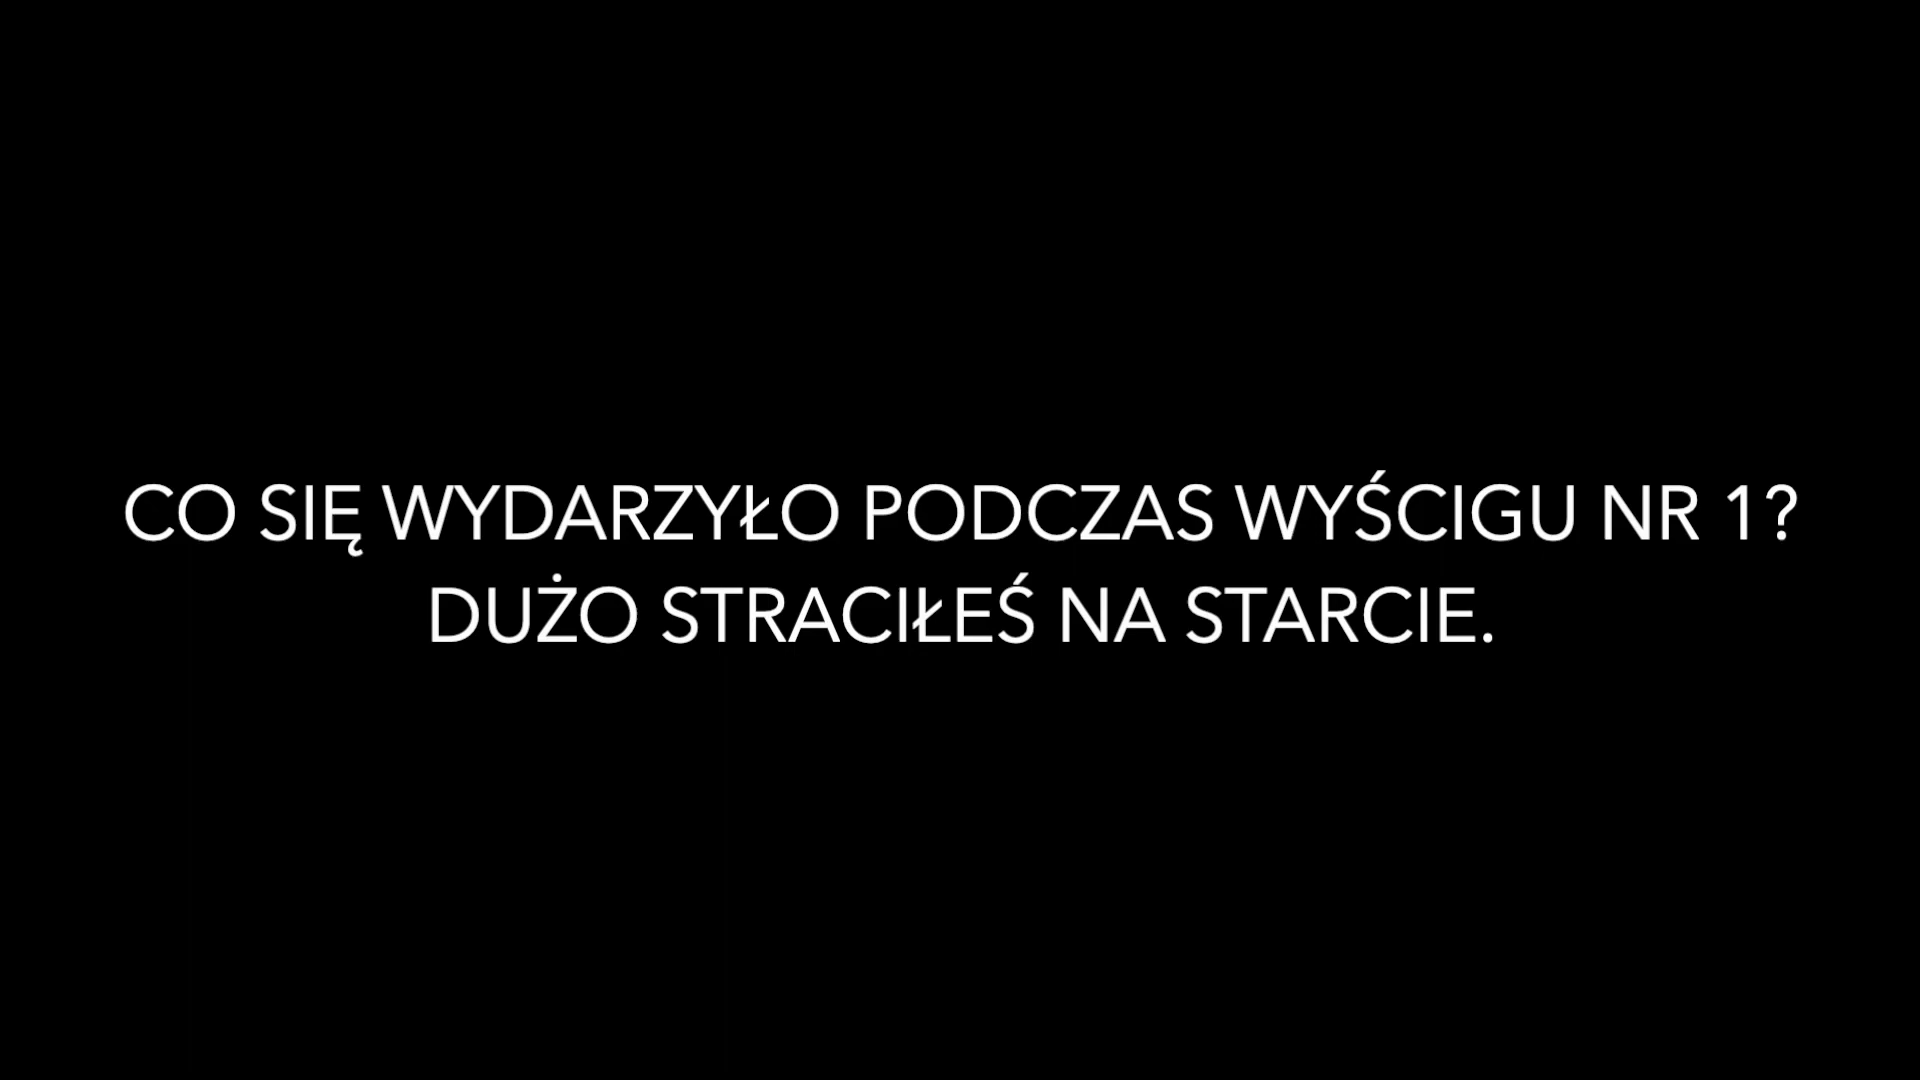 CO SIĘ WYDARZYŁO PODCZAS WYŚCIGU NR 1?
DUŻO STRACIŁEŚ NA STARCIE.